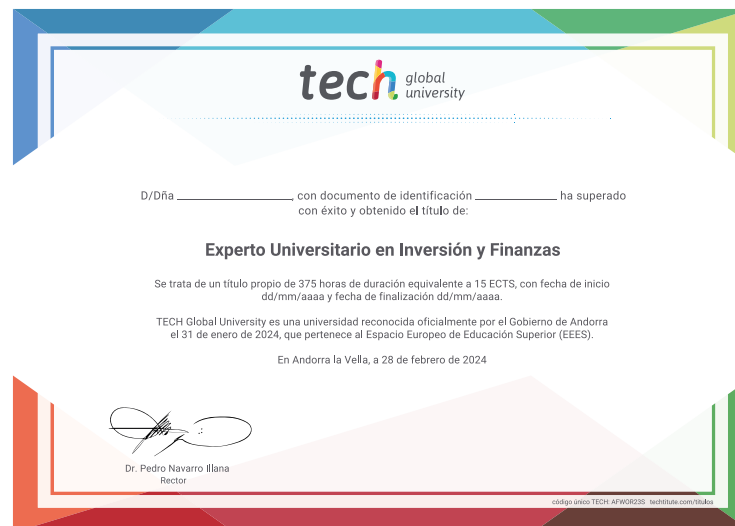 tech global university
D/Dña ____________, con documento de identificación ____________ ha superado
con éxito y obtenido el título de:
Experto Universitario en Inversión y Finanzas
Se trata de un título propio de 375 horas de duración equivalente a 15 ECTS, con fecha de inicio
dd/mm/aaaa y fecha de finalización dd/mm/aaaa.
TECH Global University es una universidad reconocida oficialmente por el Gobierno de Andorra
el 31 de enero de 2024, que pertenece al Espacio Europeo de Educación Superior (EEES).
En Andorra la Vella, a 28 de febrero de 2024
Dr. Pedro Navarro Illana
Rector
código único TECH: AFWOR23S techtitute.com/titulos